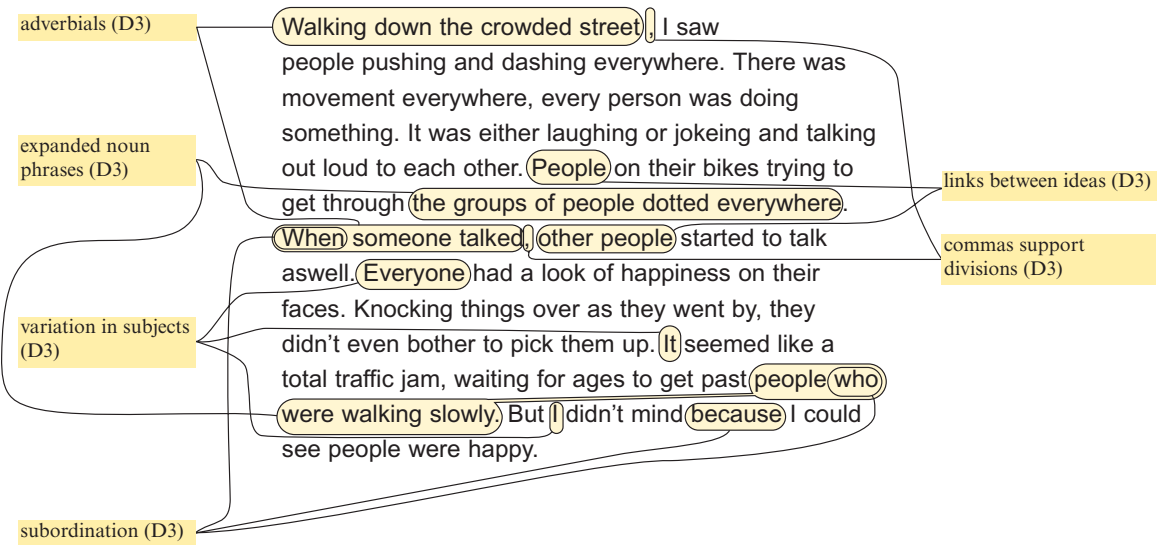 adverbials (D3)
expanded noun
phrases (D3)
variation in subjects
(D3)
subordination (D3)
Walking down the crowded street, I saw
people pushing and dashing everywhere. There was
movement everywhere, every person was doing
something. It was either laughing or jokeing and talking
out loud to each other. People on their bikes trying to
get through the groups of people dotted everywhere.
When someone talked, other people started to talk
aswell. Everyone had a look of happiness on their
faces. Knocking things over as they went by, they
didn't even bother to pick them up. It seemed like a
total traffic jam, waiting for ages to get past people who
were walking slowly. But I didn't mind because I could
see people were happy.
links between ideas (D3)
commas support
divisions (D3)